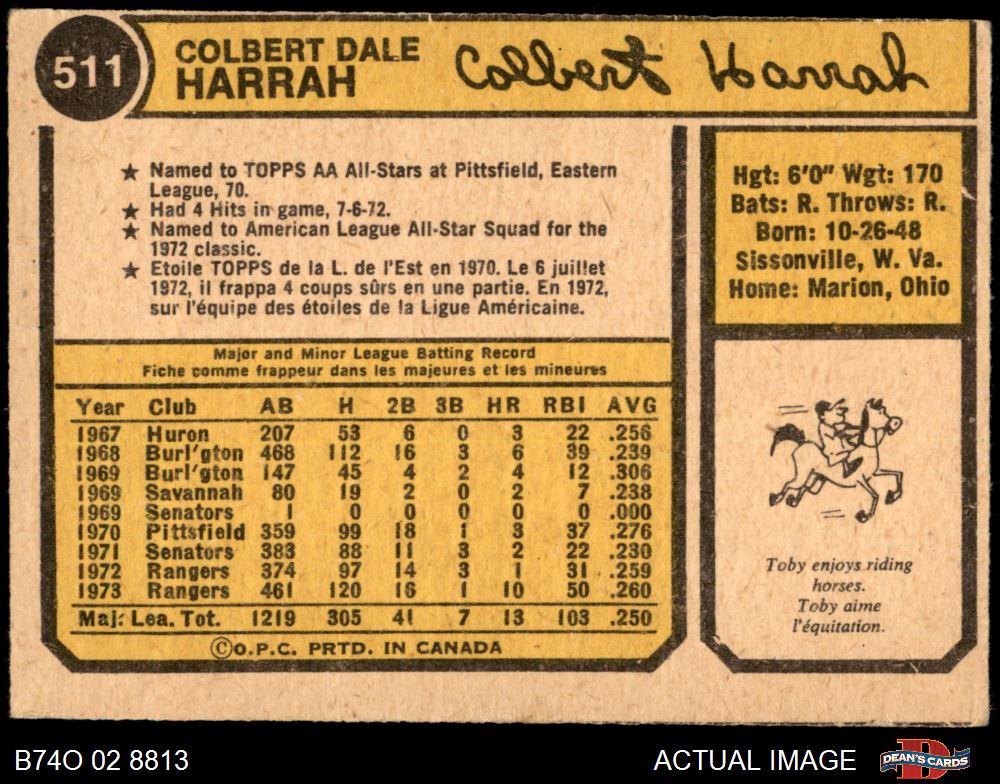 511
COLBERT DALE
HARRAH
Colbert Harrah
★ Named to TOPPS AA All-Stars at Pittsfield, Eastern
League, 70.
★ Had 4 Hits in game, 7-6-72.
★ Named to American League All-Star Squad for the
1972 classic.
★ Etoile TOPPS de la L. de l'Est en 1970. Le 6 juillet
1972, il frappa 4 coups sûrs en une partie. En 1972,
sur l'équipe des étoiles de la Ligue Américaine.
Hgt: 6'0" Wgt: 170
Bats: R. Throws: R.
Born: 10-26-48
Sissonville, W. Va.
Home: Marion, Ohio
Major and Minor League Batting Record
Fiche comme frappeur dans les majeures et les mineures
Year Club AB H 2B 3B HR RBI AVG
1967 Huron 207 53 6 0 3 22 .256
1968 Burl'gton 468 112 16 3 6 39 .239
1969 Burl'gton 147 45 4 2 4 12 .306
1969 Savannah 80 19 2 0 2 7 .238
1969 Senators 1 0 0 0 0 0 .000
1970 Pittsfield 359 99 18 1 3 37 .276
1971 Senators 383 88 11 3 2 22 .230
1972 Rangers 374 97 14 3 1 31 .259
1973 Rangers 461 120 16 1 10 50 .260
Maj. Lea. Tot. 1219 305 41 7 13 103 .250
©O.P.C. PRTD. IN CANADA
Toby enjoys riding
horses.
Toby aime
l'équitation.
B74O 02 8813
ACTUAL IMAGE
D
DEAN'S CARDS